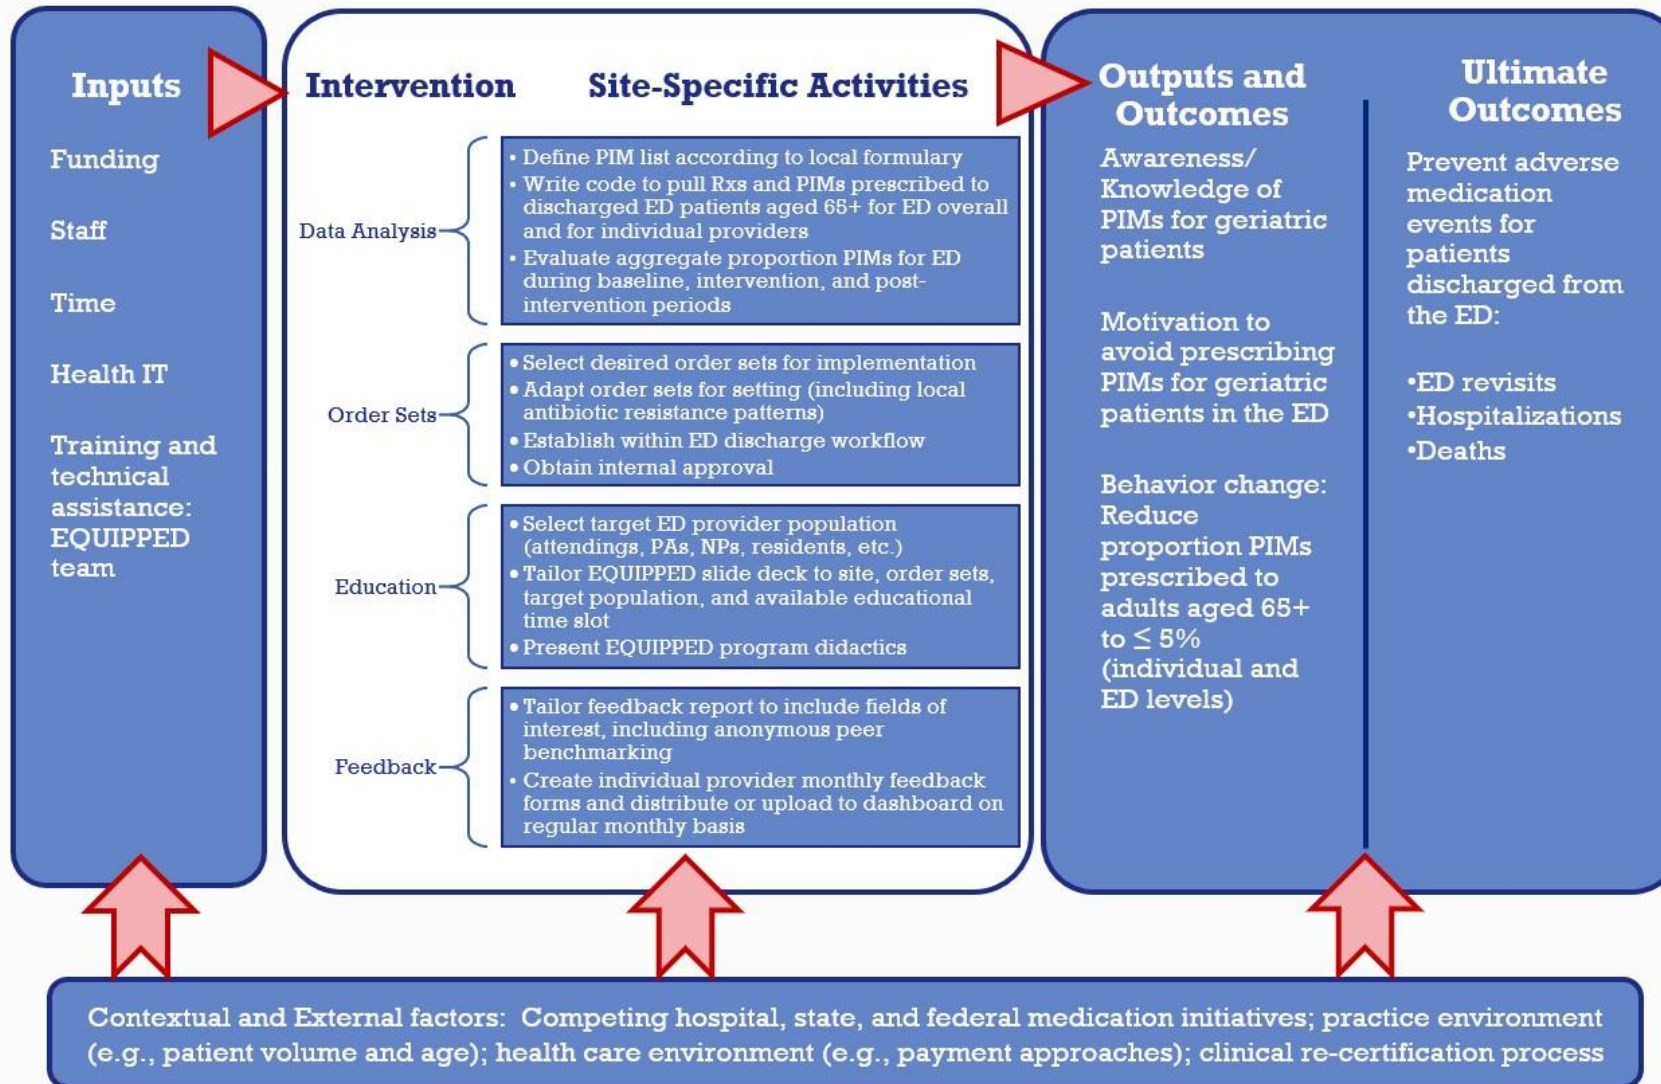 Inputs
Funding
Staff
Time
Health IT
Training and
technical
assistance:
EQUIPPED
team
Intervention
Site-Specific Activities
Data Analysis
• Define PIM list according to local formulary
• Write code to pull Rxs and PIMs prescribed to
discharged ED patients aged 65+ for ED overall
and for individual providers
• Evaluate aggregate proportion PIMs for ED
during baseline, intervention, and post-
intervention periods
Order Sets
• Select desired order sets for implementation
• Adapt order sets for setting (including local
antibiotic resistance patterns)
• Establish within ED discharge workflow
• Obtain internal approval
Education
• Select target ED provider population
(attendings, PAs, NPs, residents, etc.)
• Tailor EQUIPPED slide deck to site, order sets,
target population, and available educational
time slot
• Present EQUIPPED program didactics
Feedback
• Tailor feedback report to include fields of
interest, including anonymous peer
benchmarking
• Create individual provider monthly feedback
forms and distribute or upload to dashboard on
regular monthly basis
Outputs and
Outcomes
Awareness/
Knowledge of
PIMs for geriatric
patients
Motivation to
avoid prescribing
PIMs for geriatric
patients in the ED
Behavior change:
Reduce
proportion PIMs
prescribed to
adults aged 65+
to ≤ 5%
(individual and
ED levels)
Ultimate
Outcomes
Prevent adverse
medication
events for
patients
discharged from
the ED:
•ED revisits
•Hospitalizations
•Deaths
Contextual and External factors: Competing hospital, state, and federal medication initiatives; practice environment
(e.g., patient volume and age); health care environment (e.g., payment approaches); clinical re-certification process